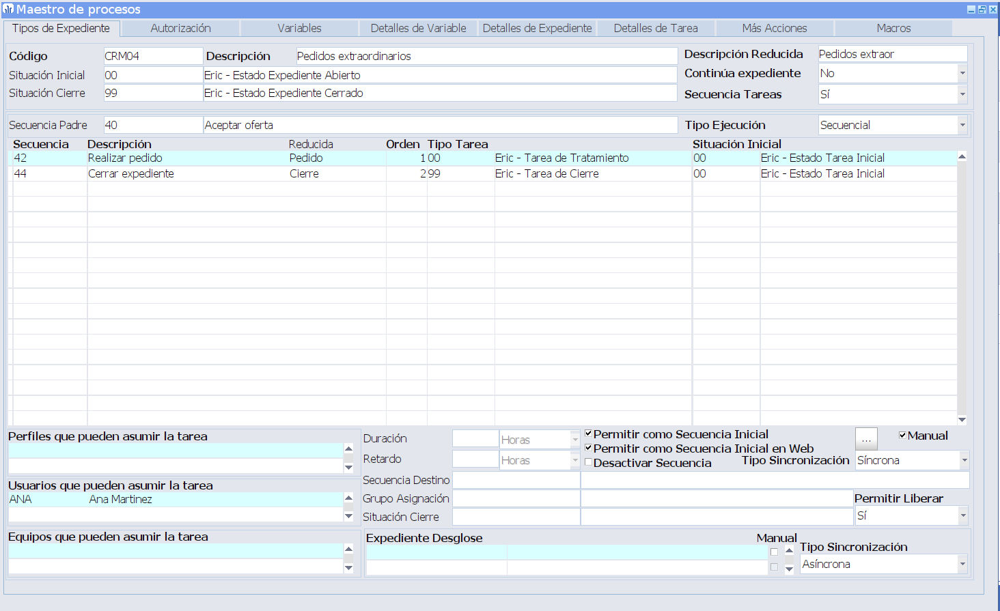 Maestro de procesos
Tipos de Expediente Autorización Variables Detalles de Variable Detalles de Expediente Detalles de Tarea Más Acciones Macros
Código CRM04 Descripción Pedidos extraordinarios Descripción Reducida Pedidos extraor
Situación Inicial 00 Eric - Estado Expediente Abierto Continúa expediente No
Situación Cierre 99 Eric - Estado Expediente Cerrado Secuencia Tareas Sí
Secuencia Padre 40 Aceptar oferta Tipo Ejecución Secuencial
Secuencia Descripción Reducida Orden Tipo Tarea Situación Inicial
42 Realizar pedido Pedido 1 00 Eric - Tarea de Tratamiento 00 Eric - Estado Tarea Inicial
44 Cerrar expediente Cierre 2 99 Eric - Tarea de Cierre 00 Eric - Estado Tarea Inicial
Perfiles que pueden asumir la tarea
Duración Horas
Retardo Horas
Permitir como Secuencia Inicial
Permitir como Secuencia Inicial en Web
Desactivar Secuencia
... Manual
Tipo Sincronización Síncrona
Secuencia Destino
Usuarios que pueden asumir la tarea
ANA Ana Martinez
Grupo Asignación
Situación Cierre
Permitir Liberar
Sí
Equipos que pueden asumir la tarea
Expediente Desglose Manual
Tipo Sincronización
Asíncrona